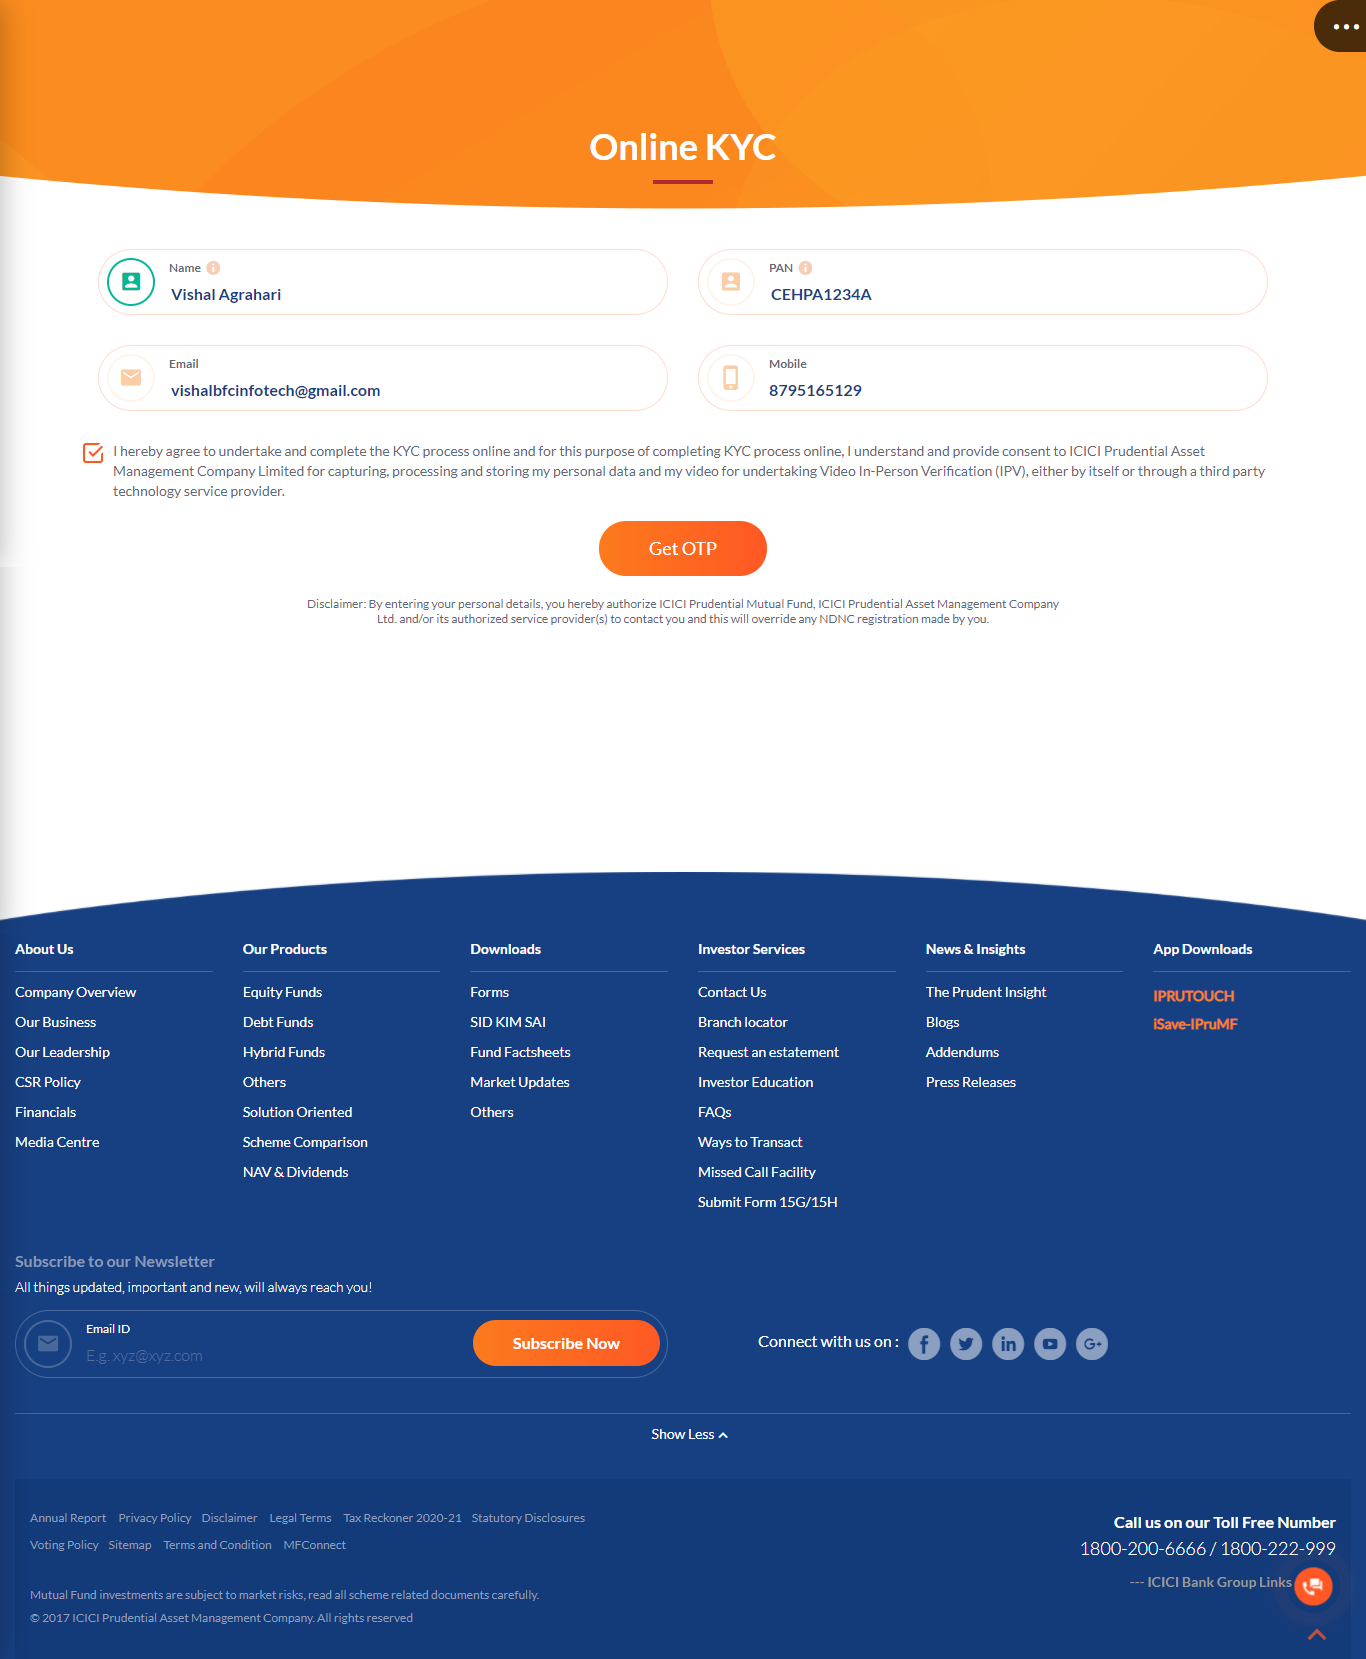 Online KYC
Name
Vishal Agrahari
PAN
CEHPA1234A
Email
vishalbfcinfotech@gmail.com
Mobile
8795165129
I hereby agree to undertake and complete the KYC process online and for this purpose of completing KYC process online, I understand and provide consent to ICICI Prudential Asset
Management Company Limited for capturing, processing and storing my personal data and my video for undertaking Video In-Person Verification (IPV), either by itself or through a third party
technology service provider.
Get OTP
Disclaimer: By entering your personal details, you hereby authorize ICICI Prudential Mutual Fund, ICICI Prudential Asset Management Company
Ltd. and/or its authorized service provider(s) to contact you and this will override any NDNC registration made by you.
About Us
Company Overview
Our Business
Our Leadership
CSR Policy
Financials
Media Centre
Our Products
Equity Funds
Debt Funds
Hybrid Funds
Others
Solution Oriented
Scheme Comparison
NAV & Dividends
Downloads
Forms
SID KIM SAI
Fund Factsheets
Market Updates
Others
Investor Services
Contact Us
Branch locator
Request an estatement
Investor Education
FAQs
Ways to Transact
Missed Call Facility
Submit Form 15G/15H
News & Insights
The Prudent Insight
Blogs
Addendums
Press Releases
App Downloads
IPRUTOUCH
iSave-IPruMF
Subscribe to our Newsletter
All things updated, important and new, will always reach you!
Email ID
E.g. xyz@xyz.com
Subscribe Now
Connect with us on :
Show Less
Annual Report Privacy Policy Disclaimer Legal Terms Tax Reckoner 2020-21 Statutory Disclosures
Voting Policy Sitemap Terms and Condition MFConnect
Mutual Fund investments are subject to market risks, read all scheme related documents carefully.
© 2017 ICICI Prudential Asset Management Company. All rights reserved
Call us on our Toll Free Number
1800-200-6666 / 1800-222-999
--- ICICI Bank Group Links